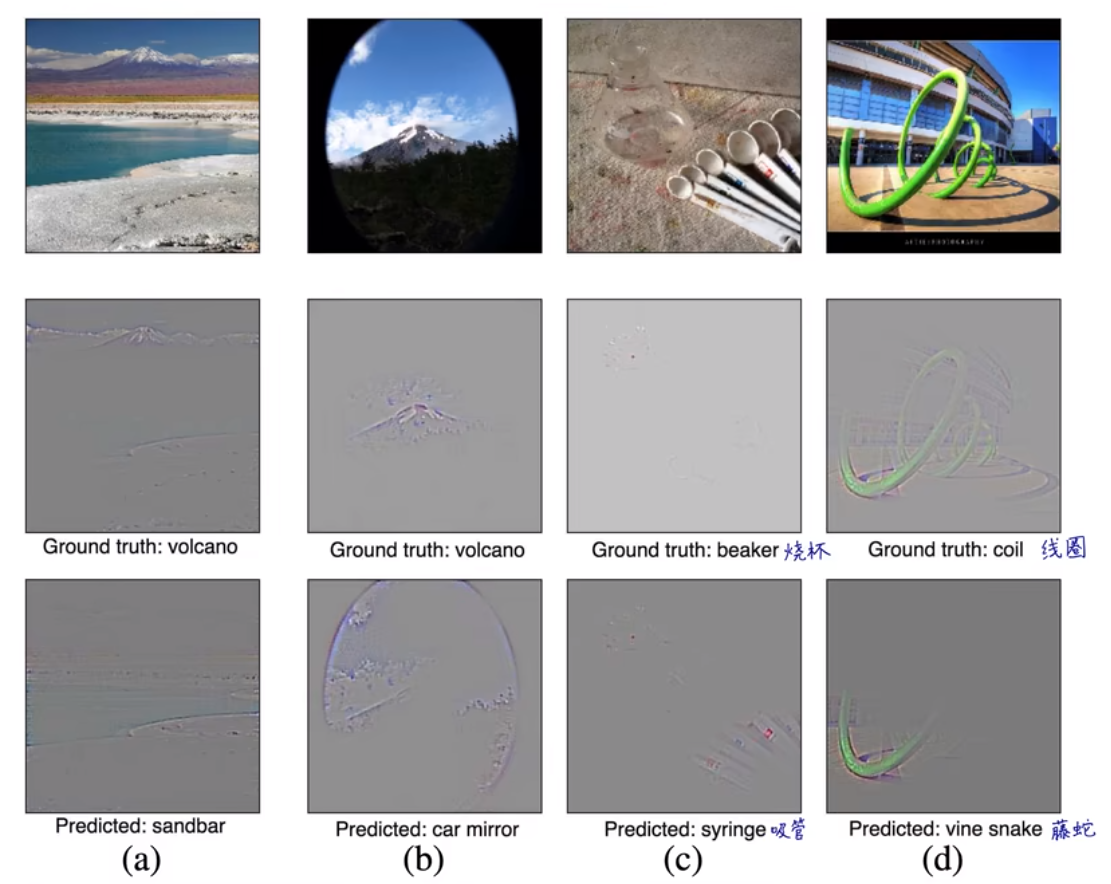 Ground truth: volcano
Ground truth: volcano
Ground truth: beaker 烧杯
Ground truth: coil 线圈
Predicted: sandbar
Predicted: car mirror
Predicted: syringe 吸管
Predicted: vine snake 藤蛇
(a)
(b)
(c)
(d)